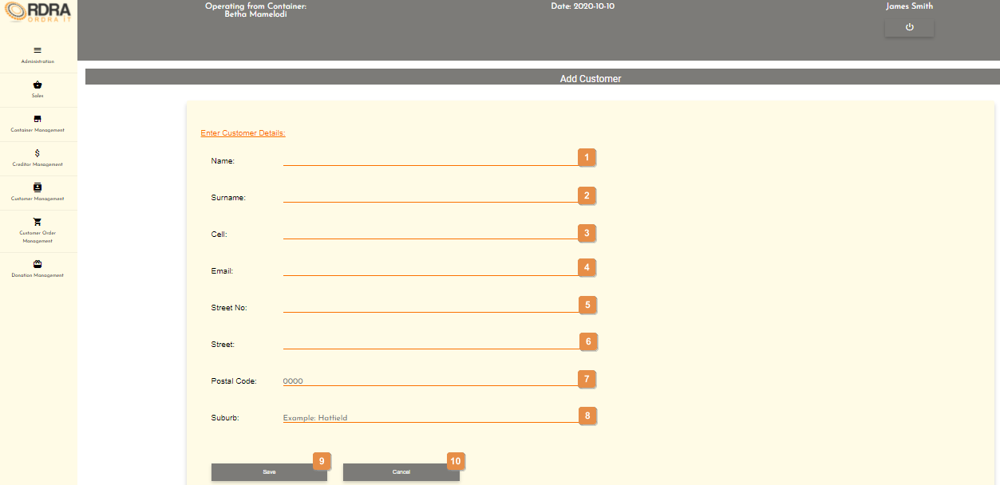 RDRA
ORDRA IT
Operating from Container:
Betha Mamelodi
Date: 2020-10-10
James Smith
Administration
Sales
Container Management
Creditor Management
Customer Management
Customer Order
Management
Donation Management
Add Customer
Enter Customer Details:
Name: 1
Surname: 2
Cell: 3
Email: 4
Street No: 5
Street: 6
Postal Code: 0000 7
Suburb: Example: Hatfield 8
Save 9 Cancel 10